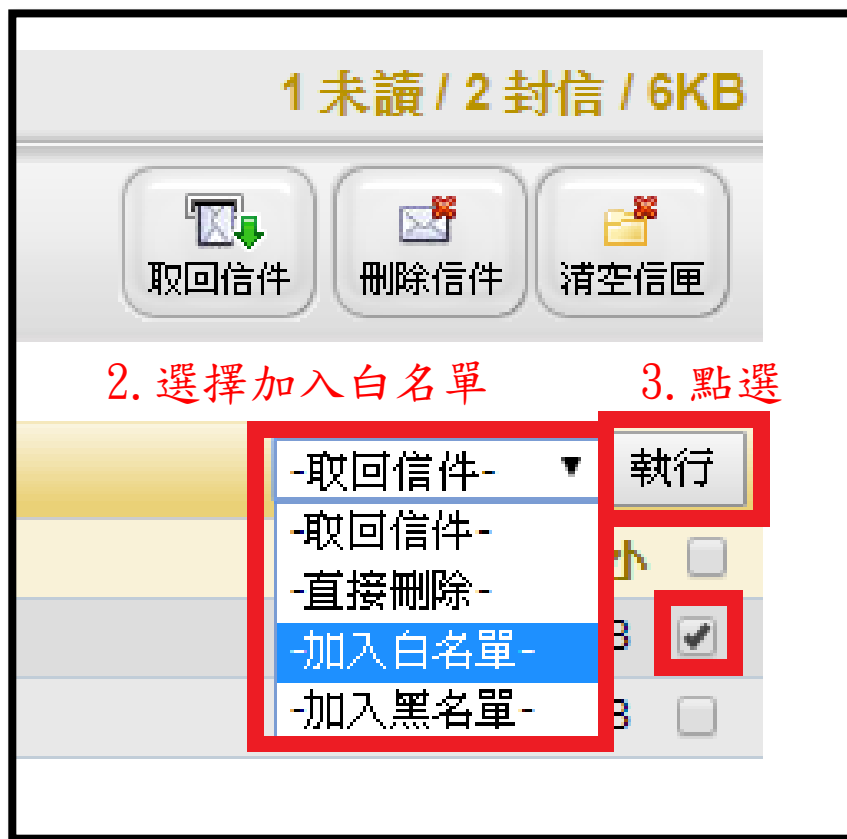 1 未讀 / 2 封信 / 6KB
取回信件 刪除信件 清空信匣
2. 選擇加入白名單 3. 點選
-取回信件- ▼ 執行
-取回信件-
小
-直接刪除-
-加入白名單- B
-加入黑名單- B